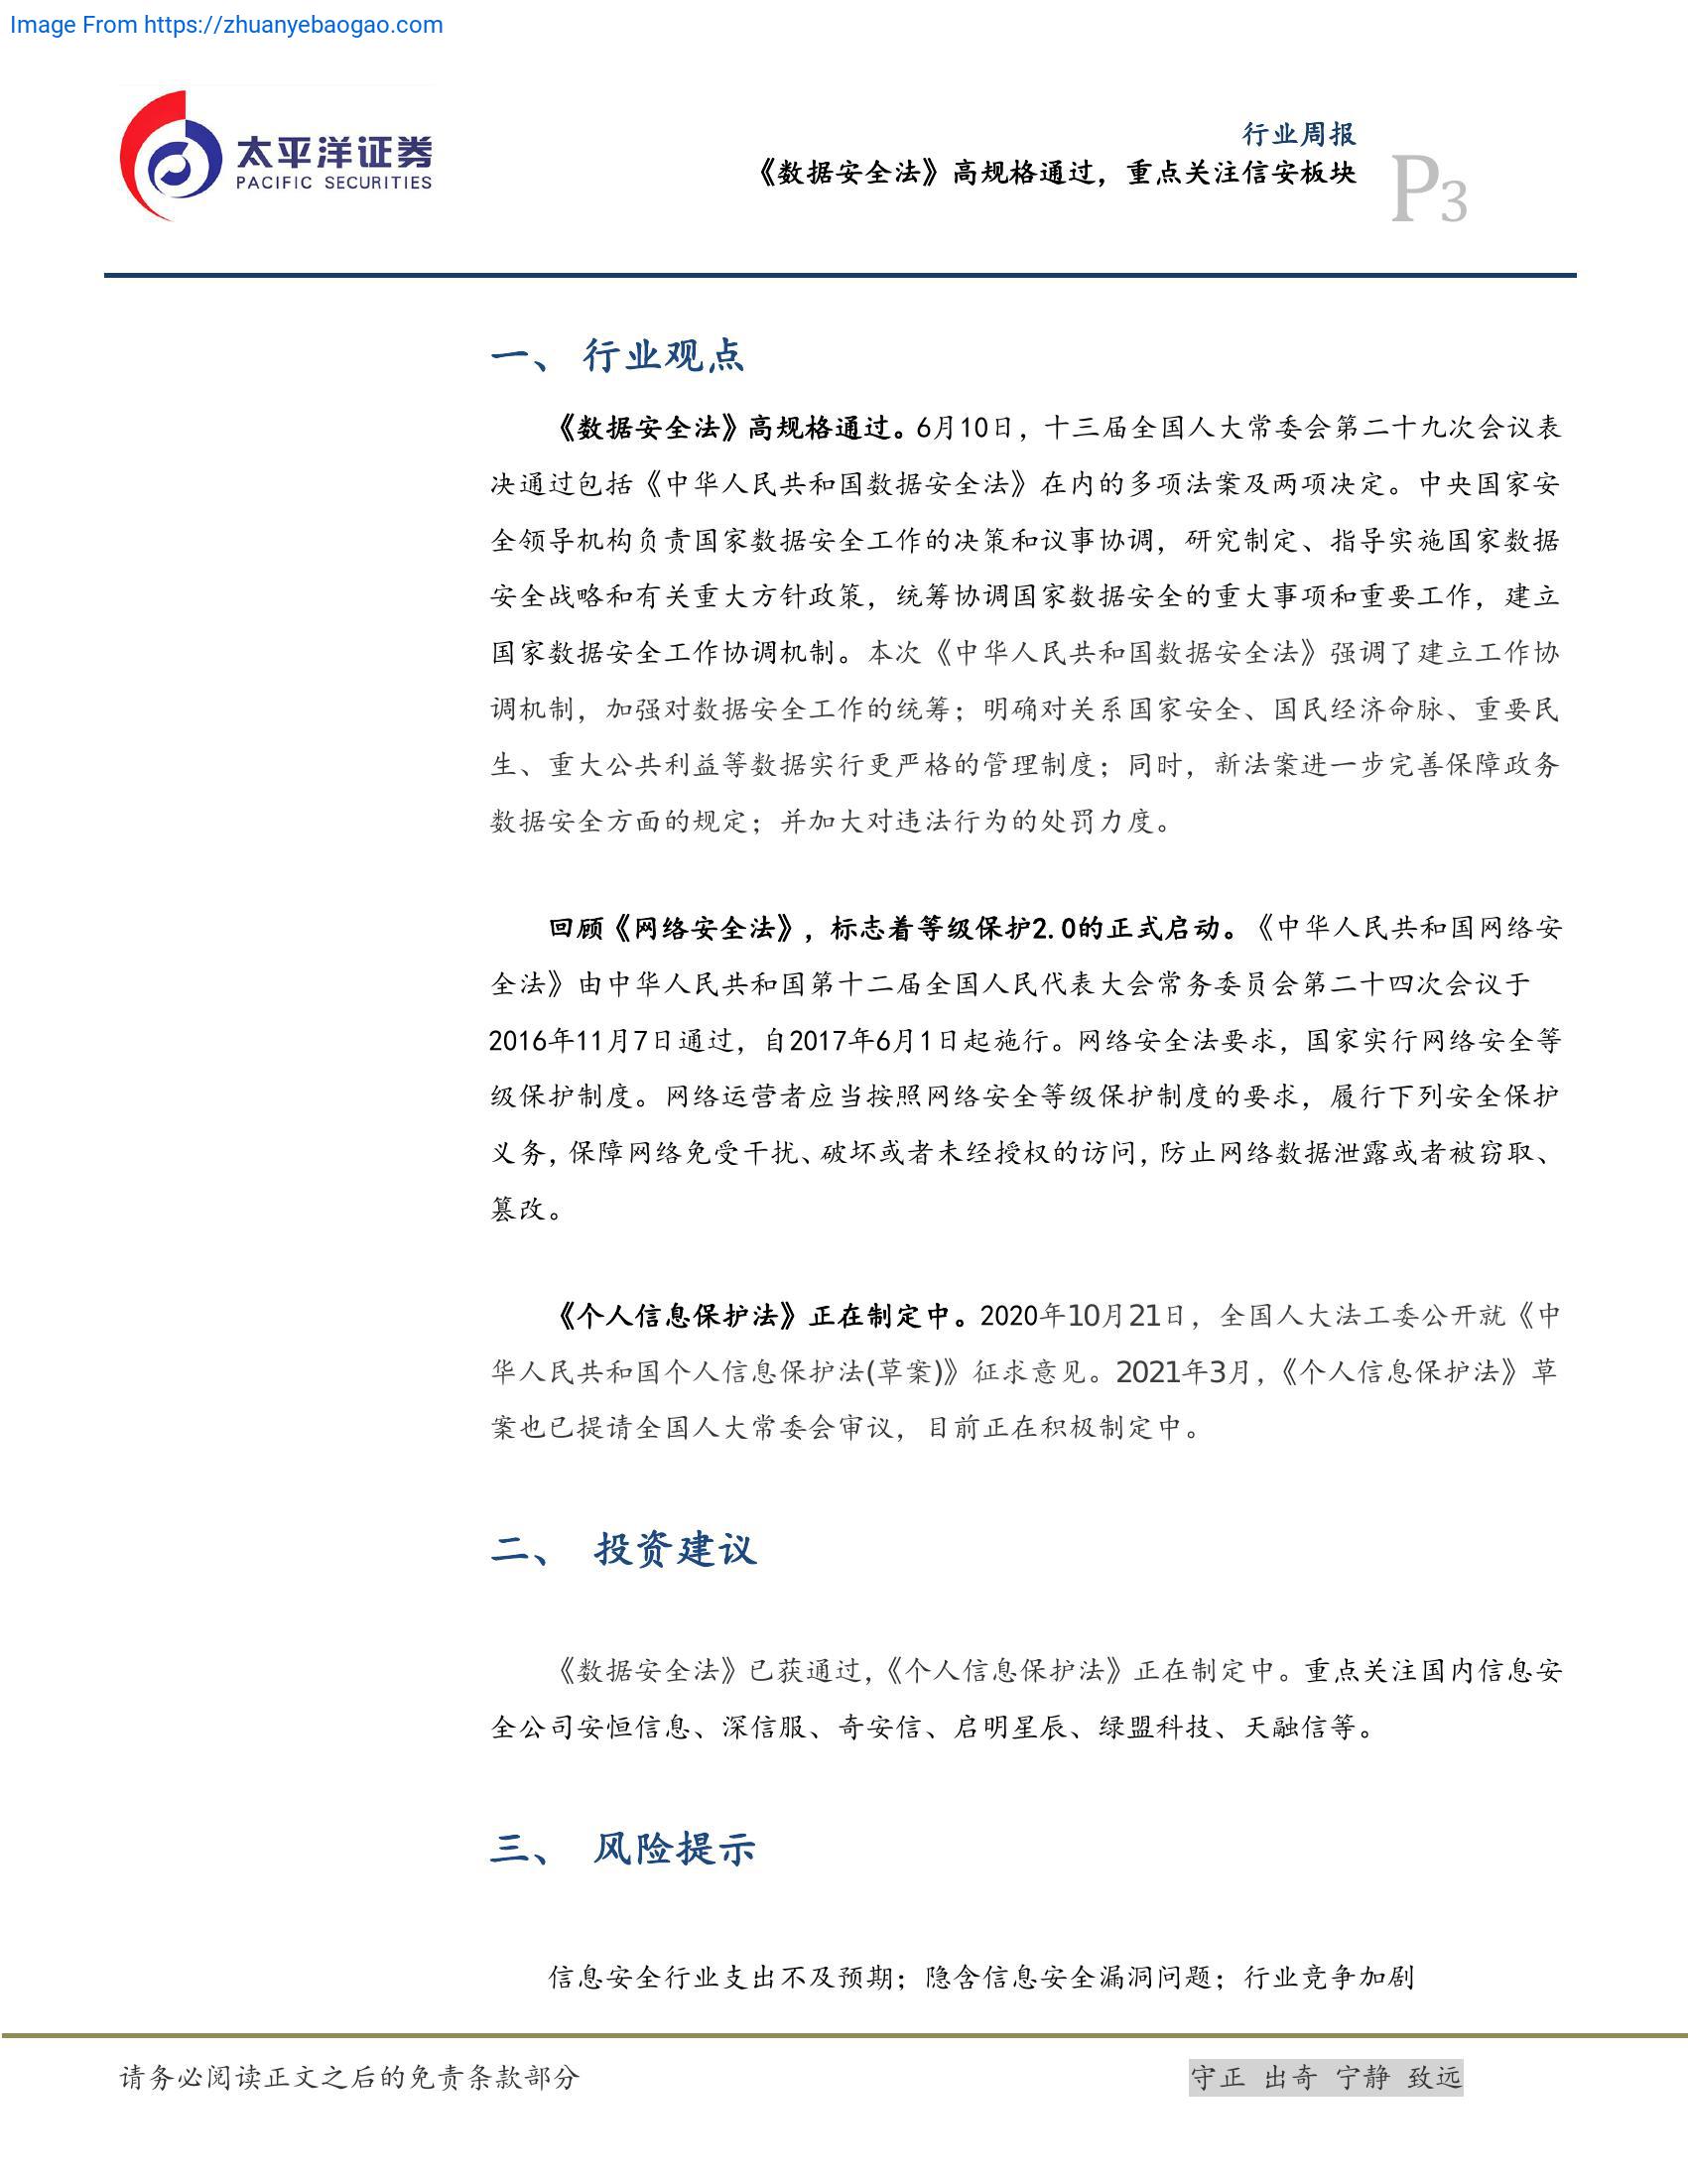 Image From https://zhuanyebaogao.com
太平洋证券
PACIFIC SECURITIES
行业周报
《数据安全法》高规格通过，重点关注信安板块
P3
一、 行业观点
《数据安全法》高规格通过。6月10日，十三届全国人大常委会第二十九次会议表
决通过包括《中华人民共和国数据安全法》在内的多项法案及两项决定。中央国家安
全领导机构负责国家数据安全工作的决策和议事协调，研究制定、指导实施国家数据
安全战略和有关重大方针政策，统筹协调国家数据安全的重大事项和重要工作，建立
国家数据安全工作协调机制。本次《中华人民共和国数据安全法》强调了建立工作协
调机制，加强对数据安全工作的统筹；明确对关系国家安全、国民经济命脉、重要民
生、重大公共利益等数据实行更严格的管理制度；同时，新法案进一步完善保障政务
数据安全方面的规定；并加大对违法行为的处罚力度。
回顾《网络安全法》，标志着等级保护2.0的正式启动。《中华人民共和国网络安
全法》由中华人民共和国第十二届全国人民代表大会常务委员会第二十四次会议于
2016年11月7日通过，自2017年6月1日起施行。网络安全法要求，国家实行网络安全等
级保护制度。网络运营者应当按照网络安全等级保护制度的要求，履行下列安全保护
义务，保障网络免受干扰、破坏或者未经授权的访问，防止网络数据泄露或者被窃取、
篡改。
《个人信息保护法》正在制定中。2020年10月21日，全国人大法工委公开就《中
华人民共和国个人信息保护法(草案)》征求意见。2021年3月，《个人信息保护法》草
案也已提请全国人大常委会审议，目前正在积极制定中。
二、 投资建议
《数据安全法》已获通过，《个人信息保护法》正在制定中。重点关注国内信息安
全公司安恒信息、深信服、奇安信、启明星辰、绿盟科技、天融信等。
三、 风险提示
信息安全行业支出不及预期；隐含信息安全漏洞问题；行业竞争加剧
请务必阅读正文之后的免责条款部分
守正 出奇 宁静 致远